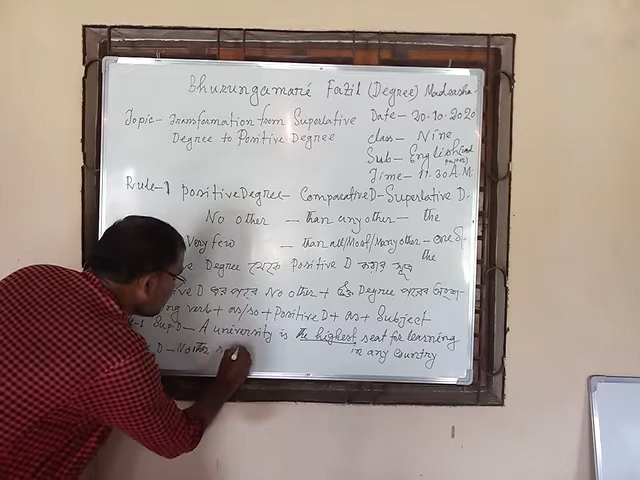 Bhurungamari Fazil (Degree) Madrasha.
Topic- Transformation from Superlative
Degree to Positive Degree
Date- 20.10.2020
Class- Nine
Sub- English (2nd paper)
Time- 11.30 A.M.
Rule-1 Positive Degree- Comparative D- Superlative D.
No other - than any other - the
Very few - than all/Most/Many other - one of the
Degree থেকে Positive D করার সূত্র
D এর পরে No other + Degree পরের অংশ+
verb + as/so + Positive D + as + Subject
Sup.D- A university is the highest seat for learning
in any country
D- No other s